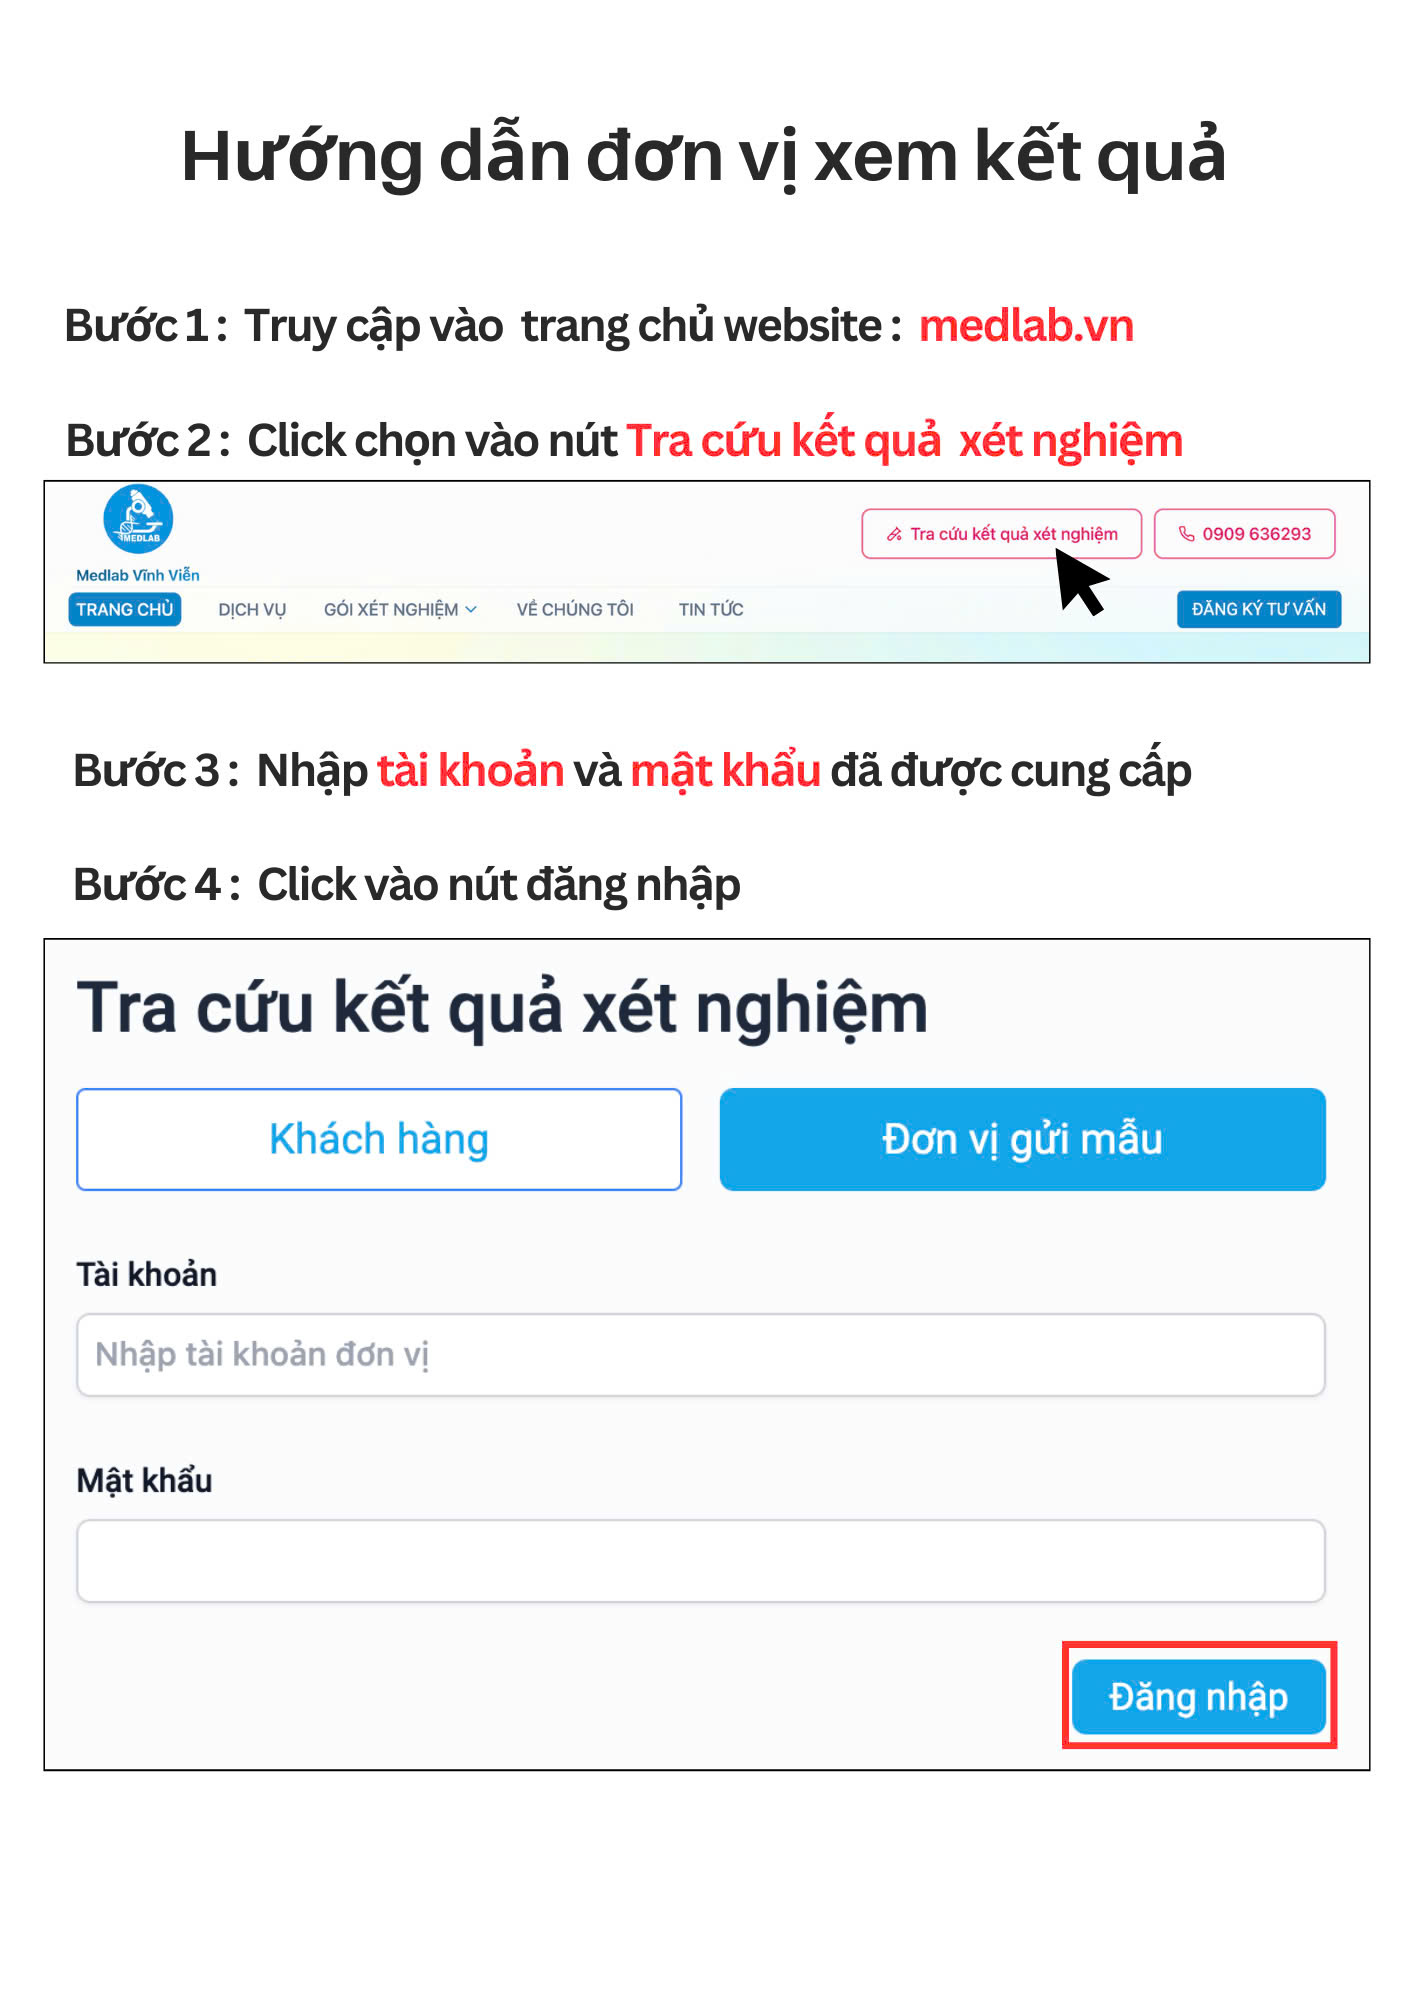 Hướng dẫn đơn vị xem kết quả
Bước 1 : Truy cập vào trang chủ website : medlab.vn
Bước 2 : Click chọn vào nút Tra cứu kết quả xét nghiệm
MEDLAB
Medlab Vĩnh Viễn
Tra cứu kết quả xét nghiệm
0909 636293
TRANG CHỦ DỊCH VỤ GÓI XÉT NGHIỆM VỀ CHÚNG TÔI TIN TỨC ĐĂNG KÝ TƯ VẤN
Bước 3 : Nhập tài khoản và mật khẩu đã được cung cấp
Bước 4 : Click vào nút đăng nhập
Tra cứu kết quả xét nghiệm
Khách hàng
Đơn vị gửi mẫu
Tài khoản
Nhập tài khoản đơn vị
Mật khẩu
Đăng nhập